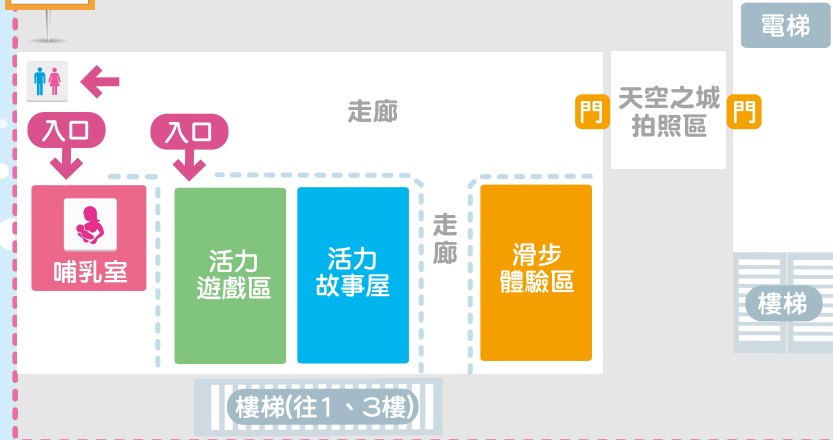 電梯
走廊
天空之城
拍照區
門
門
入口
入口
哺乳室
活力
遊戲區
活力
故事屋
走廊
滑步
體驗區
樓梯
樓梯(往1、3樓)